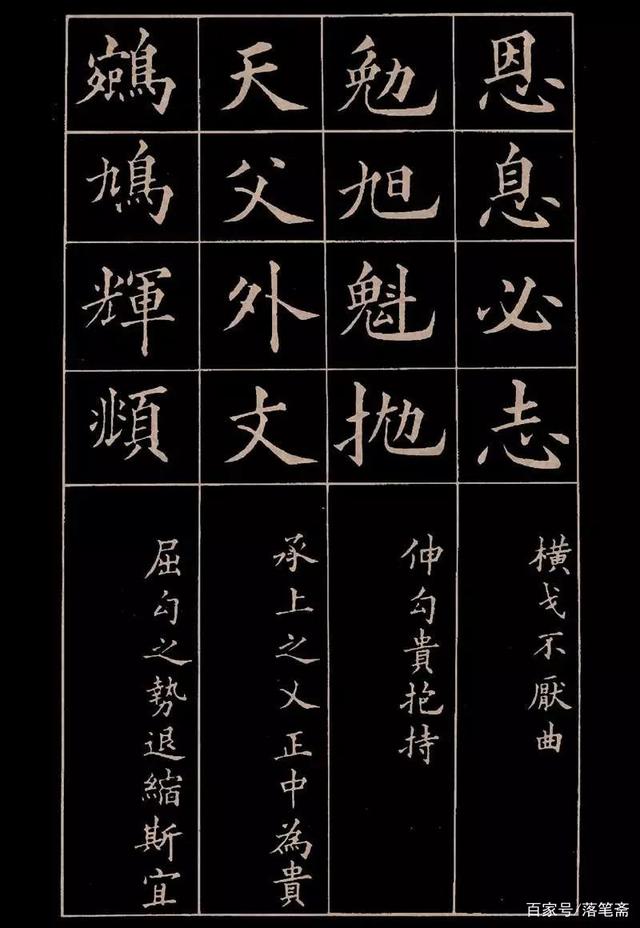 恩息必志
横戈不厭曲
勉旭魁抛
伸勾貴抱持
天父外文
承上之乂正中為貴
鳩輝頫
屈勾之勢退縮斯宜
百家号/落笔斋